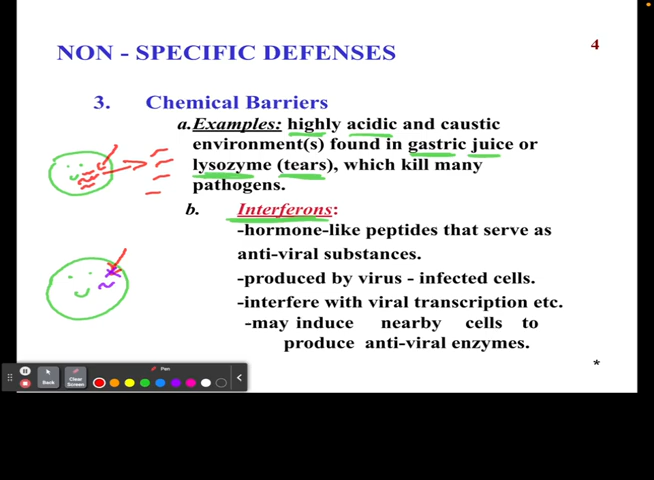 NON - SPECIFIC DEFENSES
4
3. Chemical Barriers
a.Examples: highly acidic and caustic
environment(s) found in gastric juice or
lysozyme (tears), which kill many
pathogens.
b. Interferons:
-hormone-like peptides that serve as
anti-viral substances.
-produced by virus - infected cells.
-interfere with viral transcription etc.
-may induce nearby cells to
produce anti-viral enzymes.
*
Pen
Back
Clear
Screen